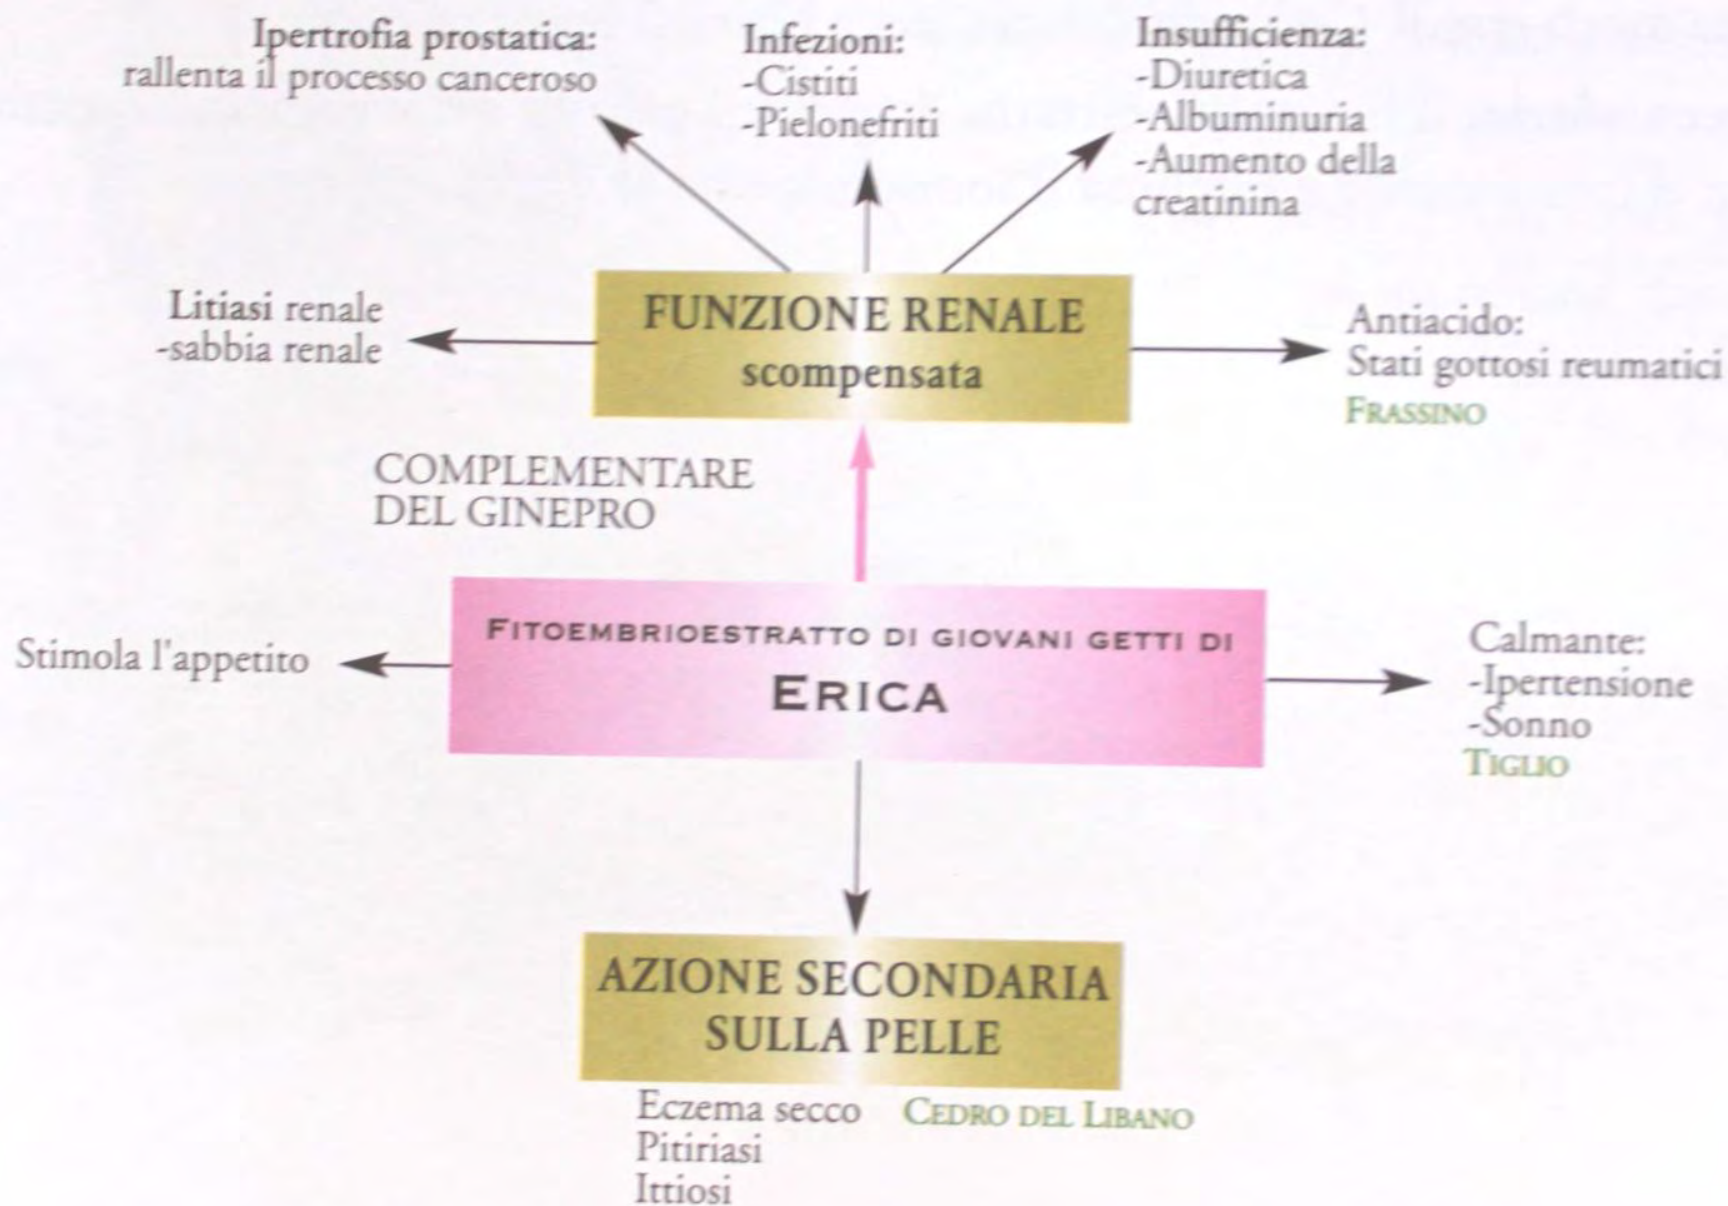 Ipertrofia prostatica:
rallenta il processo canceroso
Infezioni:
-Cistiti
-Pielonefriti
Insufficienza:
-Diuretica
-Albuminuria
-Aumento della
creatinina
Litiasi renale
-sabbia renale
FUNZIONE RENALE
scompensata
Antiacido:
Stati gottosi reumatici
FRASSINO
COMPLEMENTARE
DEL GINEPRO
Stimola l'appetito
FITOEMBRIOESTRATTO DI GIOVANI GETTI DI
ERICA
Calmante:
-Ipertensione
-Sonno
TIGLIO
AZIONE SECONDARIA
SULLA PELLE
Eczema secco CEDRO DEL LIBANO
Pitiriasi
Ittiosi